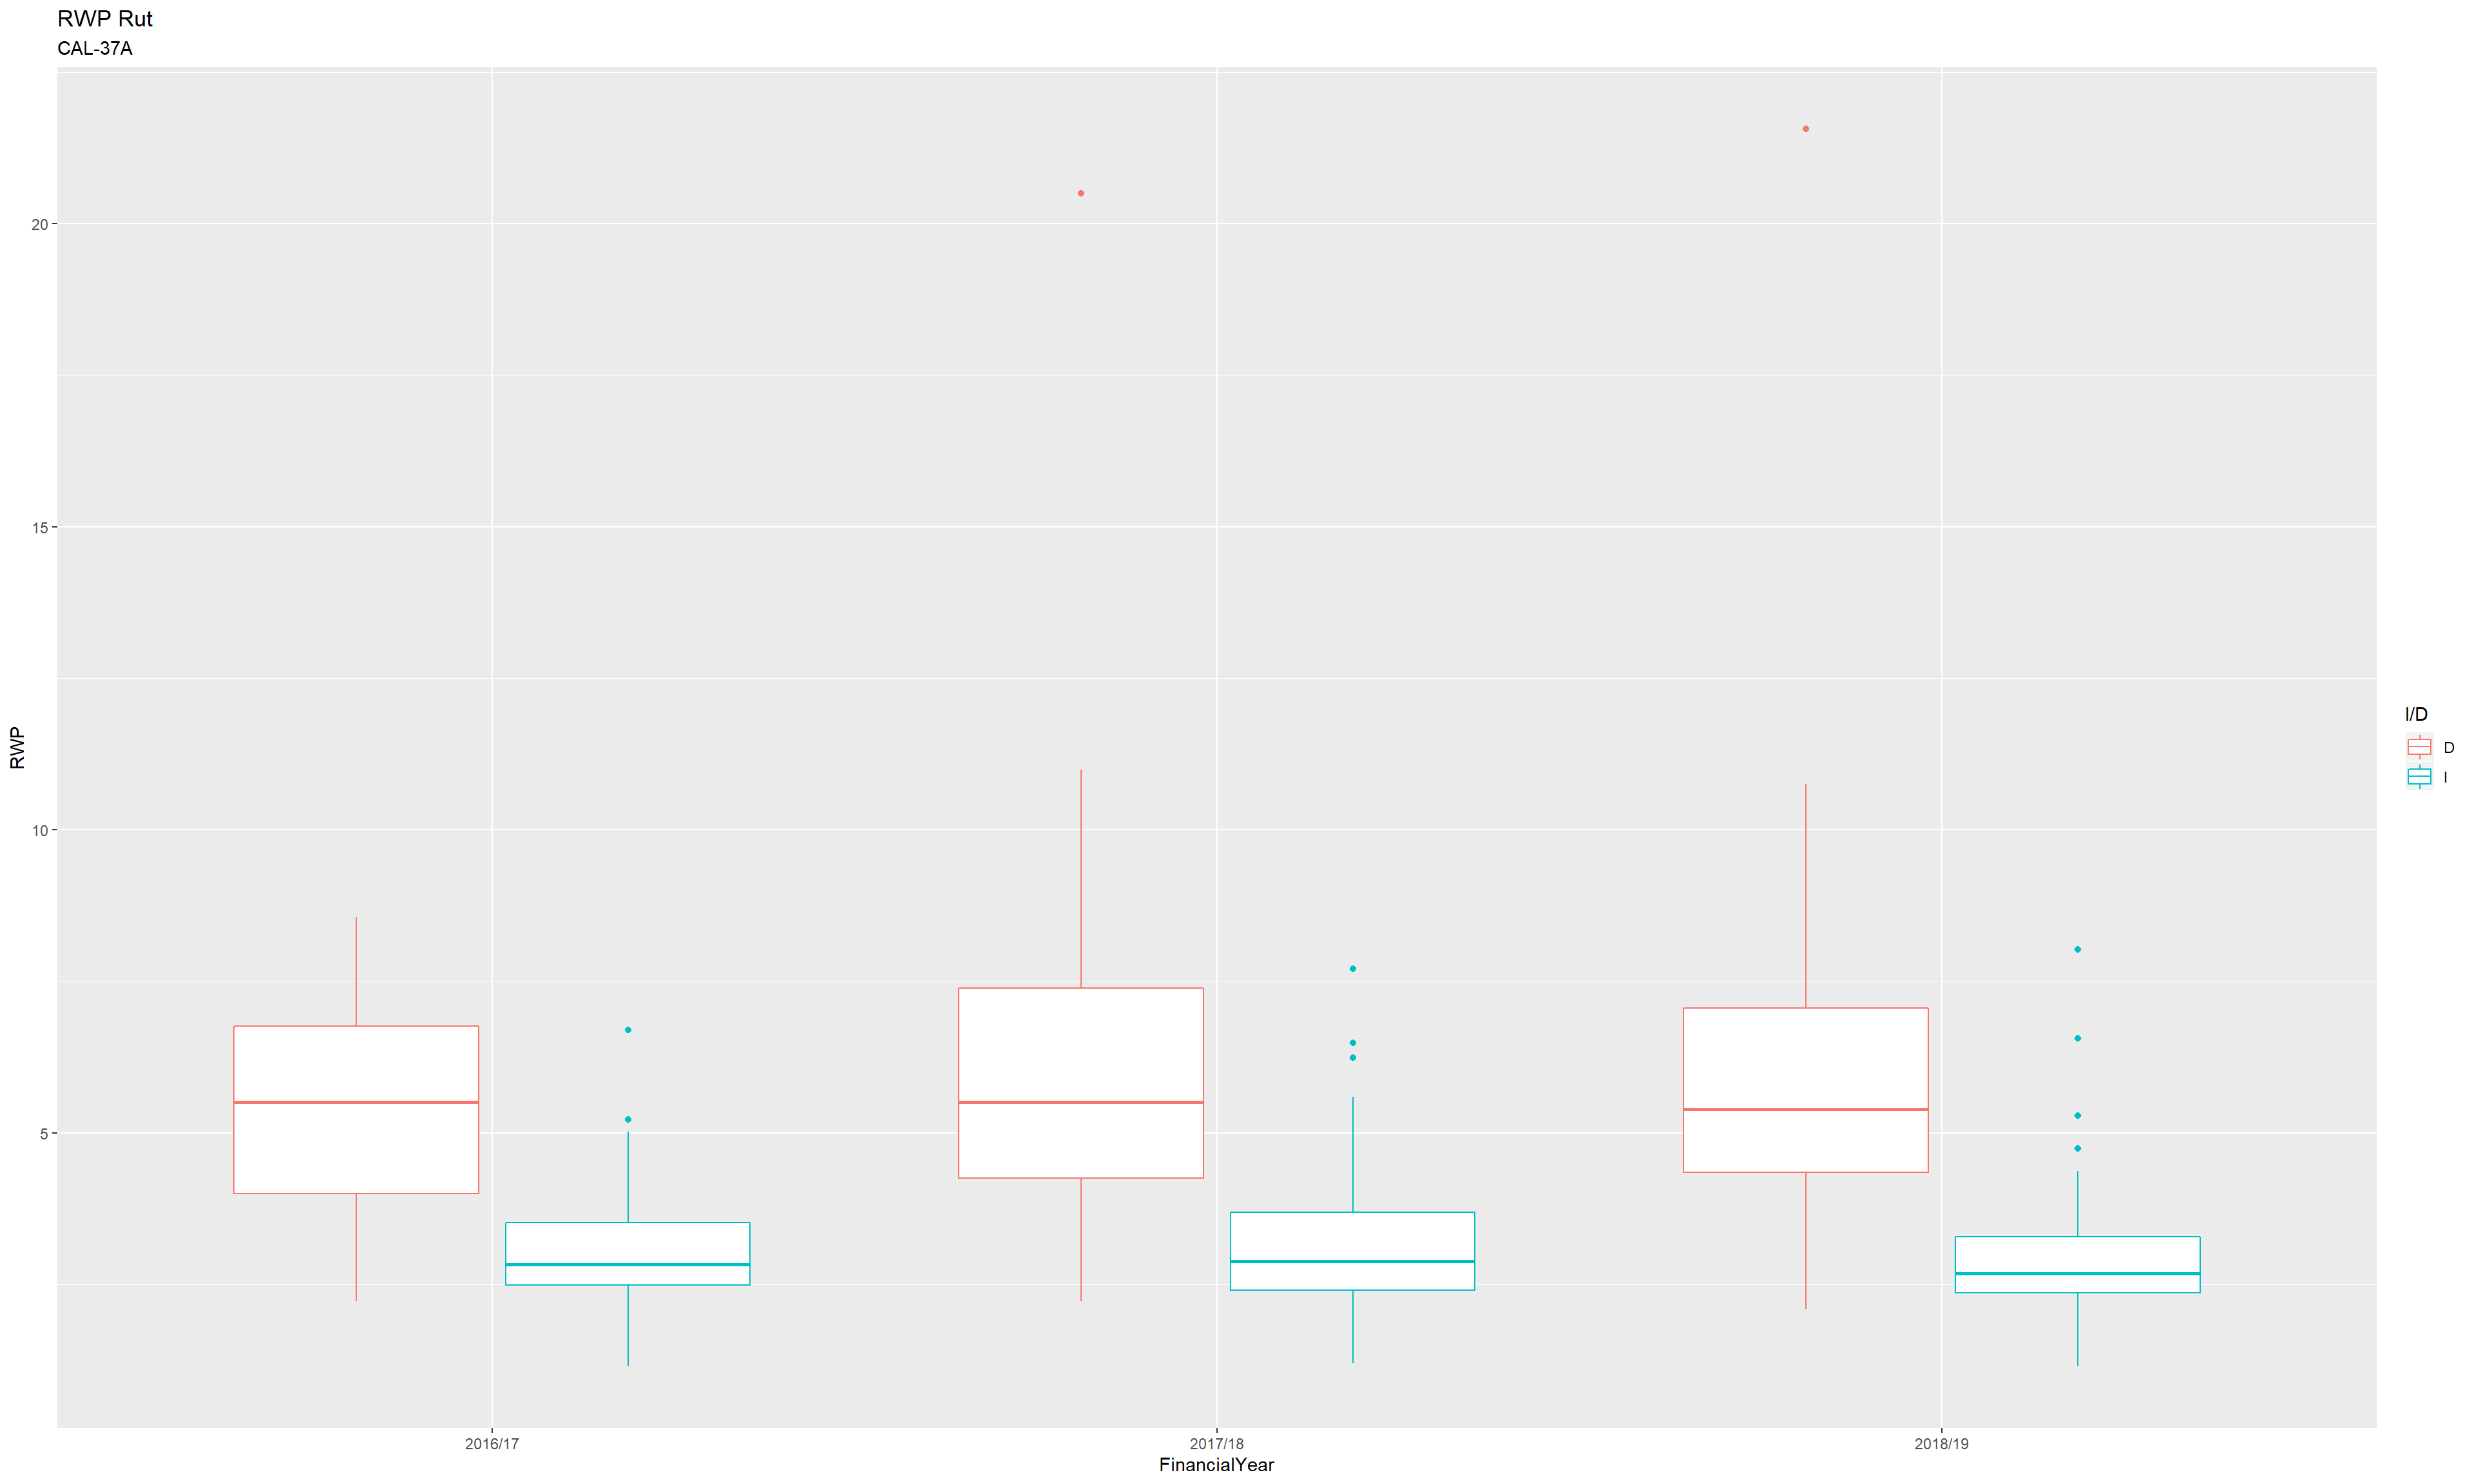 RWP Rut
CAL-37A
20
15
10
5
RWP
2016/17
2017/18
2018/19
FinancialYear
I/D
D
I